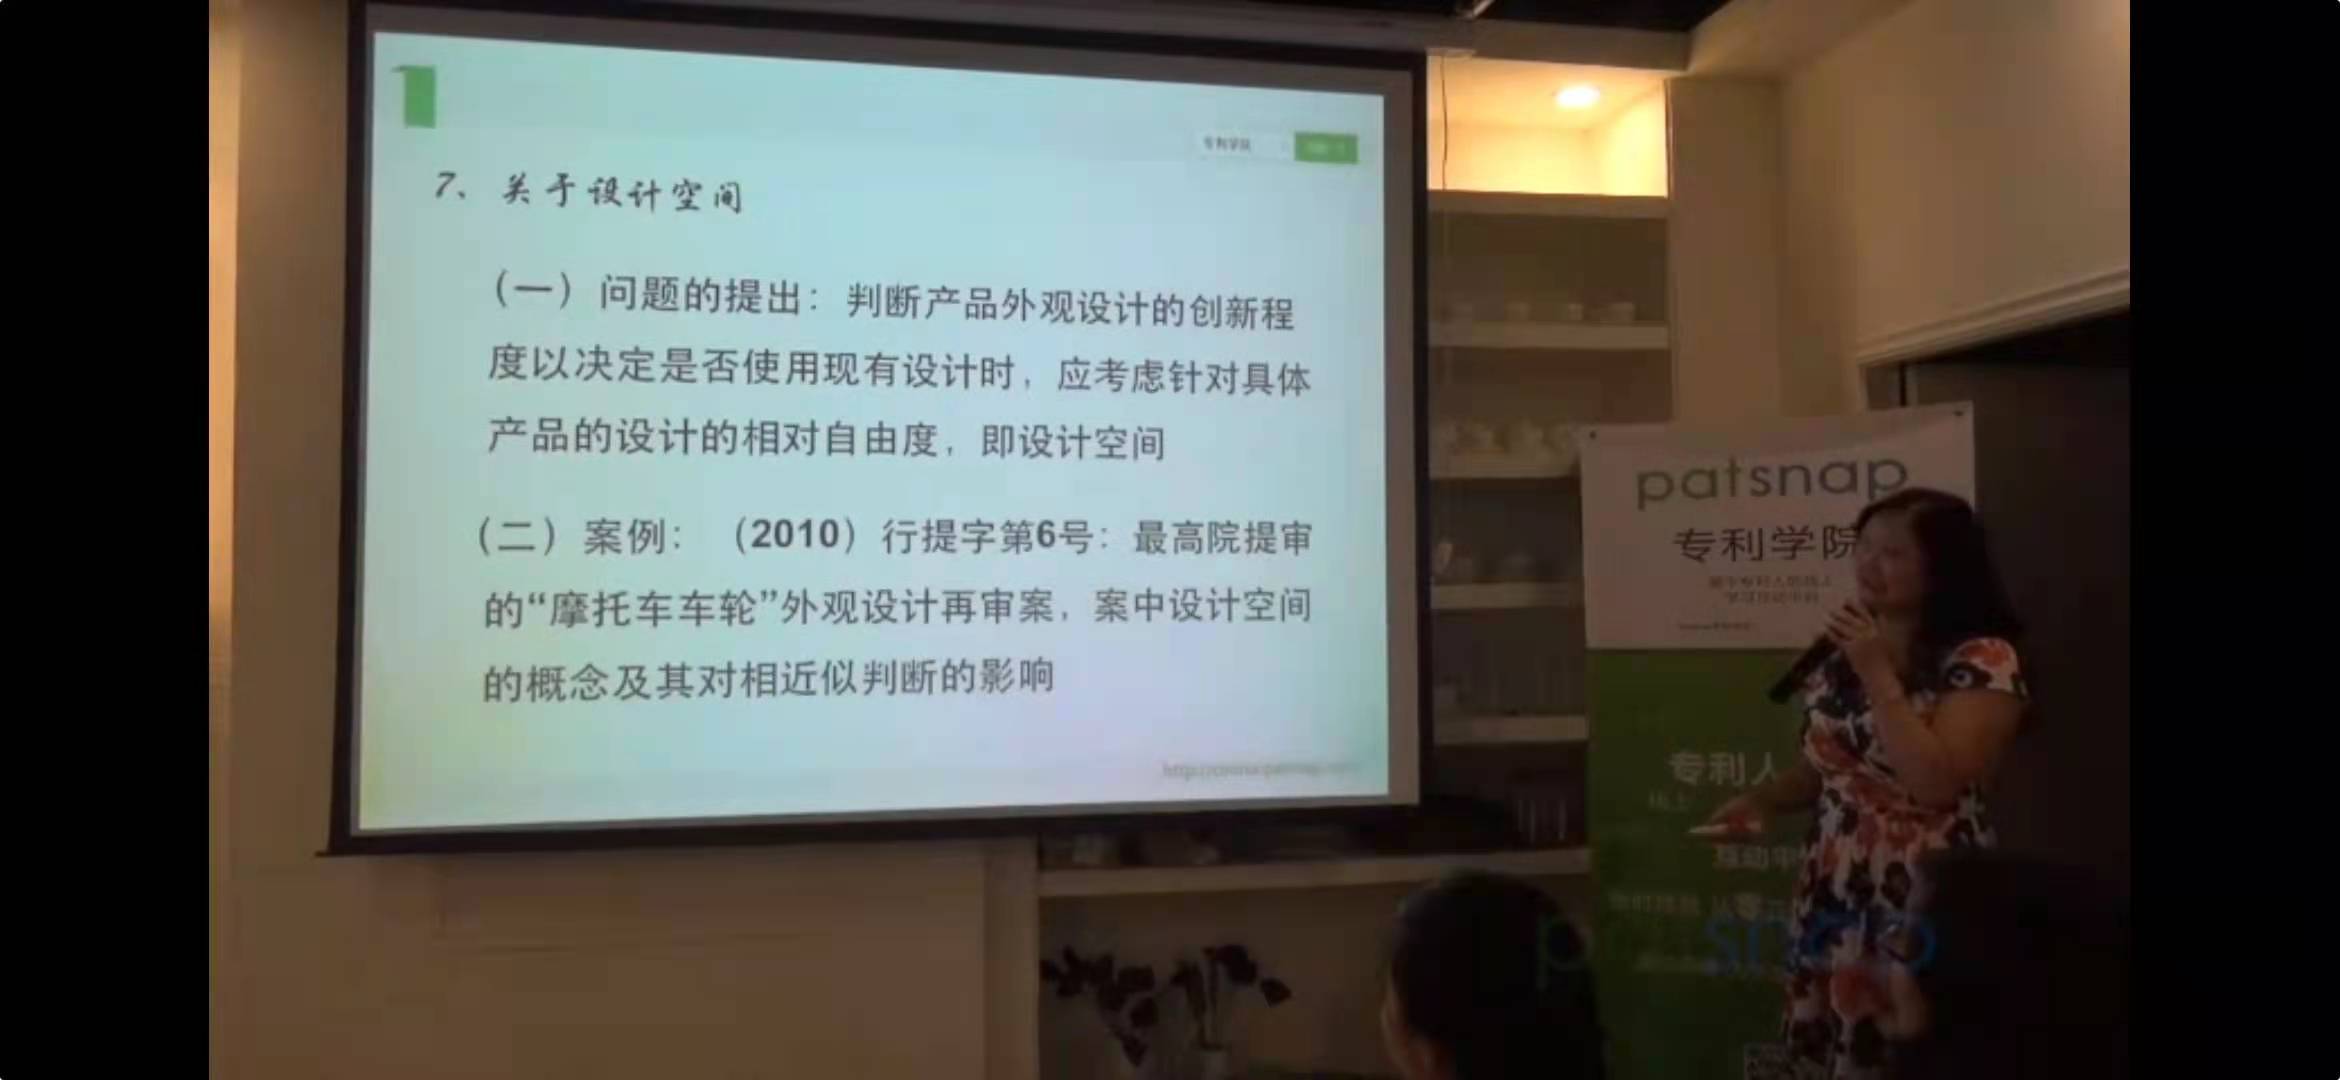 专利学院
7、关于设计空间
（一）问题的提出：判断产品外观设计的创新程
度以决定是否使用现有设计时，应考虑针对具体
产品的设计的相对自由度，即设计空间
（二）案例：（2010）行提字第6号：最高院提审
的“摩托车车轮”外观设计再审案，案中设计空间
的概念及其对相近似判断的影响
patsnap
专利学院
专利人
互动
patsnap